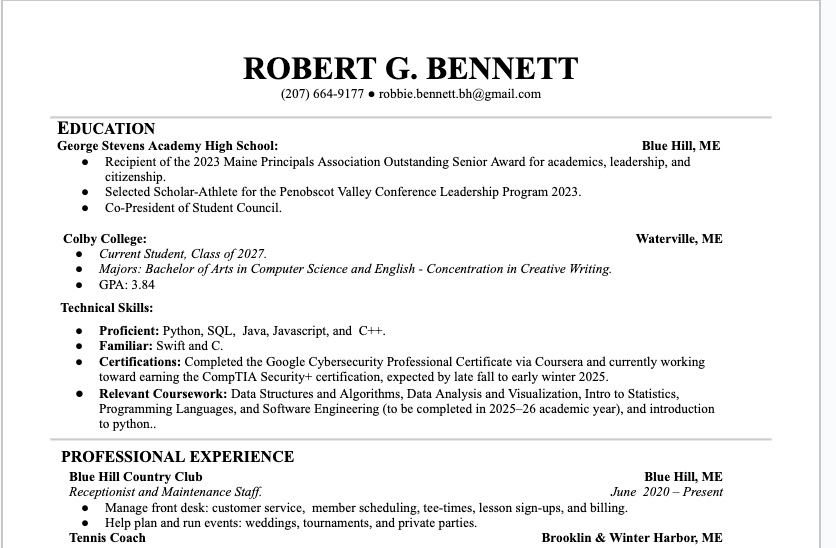 ROBERT G. BENNETT
(207) 664-9177 ● robbie.bennett.bh@gmail.com
EDUCATION
George Stevens Academy High School: Blue Hill, ME
● Recipient of the 2023 Maine Principals Association Outstanding Senior Award for academics, leadership, and
citizenship.
● Selected Scholar-Athlete for the Penobscot Valley Conference Leadership Program 2023.
● Co-President of Student Council.
Colby College: Waterville, ME
● Current Student, Class of 2027.
● Majors: Bachelor of Arts in Computer Science and English - Concentration in Creative Writing.
● GPA: 3.84
Technical Skills:
● Proficient: Python, SQL, Java, Javascript, and C++.
● Familiar: Swift and C.
● Certifications: Completed the Google Cybersecurity Professional Certificate via Coursera and currently working
toward earning the CompTIA Security+ certification, expected by late fall to early winter 2025.
● Relevant Coursework: Data Structures and Algorithms, Data Analysis and Visualization, Intro to Statistics,
Programming Languages, and Software Engineering (to be completed in 2025–26 academic year), and introduction
to python..
PROFESSIONAL EXPERIENCE
Blue Hill Country Club Blue Hill, ME
Receptionist and Maintenance Staff. June 2020 – Present
● Manage front desk: customer service, member scheduling, tee-times, lesson sign-ups, and billing.
● Help plan and run events: weddings, tournaments, and private parties.
Tennis Coach Brooklin & Winter Harbor, ME